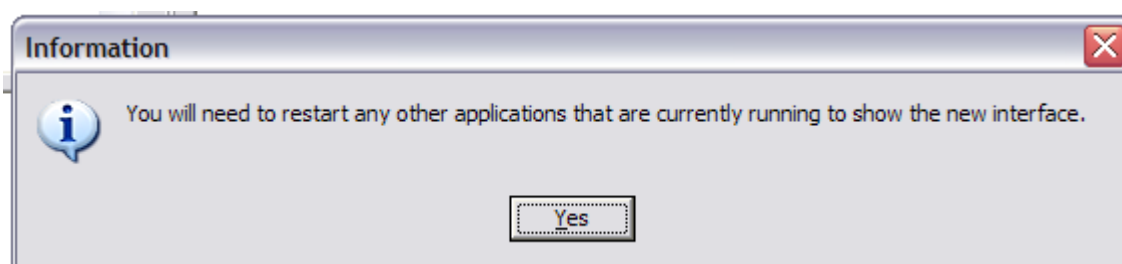 Information
You will need to restart any other applications that are currently running to show the new interface.
Yes